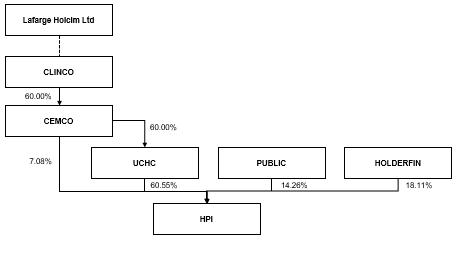 Lafarge Holcim Ltd
CLINCO
60.00%
CEMCO
60.00%
7.08%
UCHC
PUBLIC
HOLDERFIN
60.55%
14.26%
18.11%
HPI